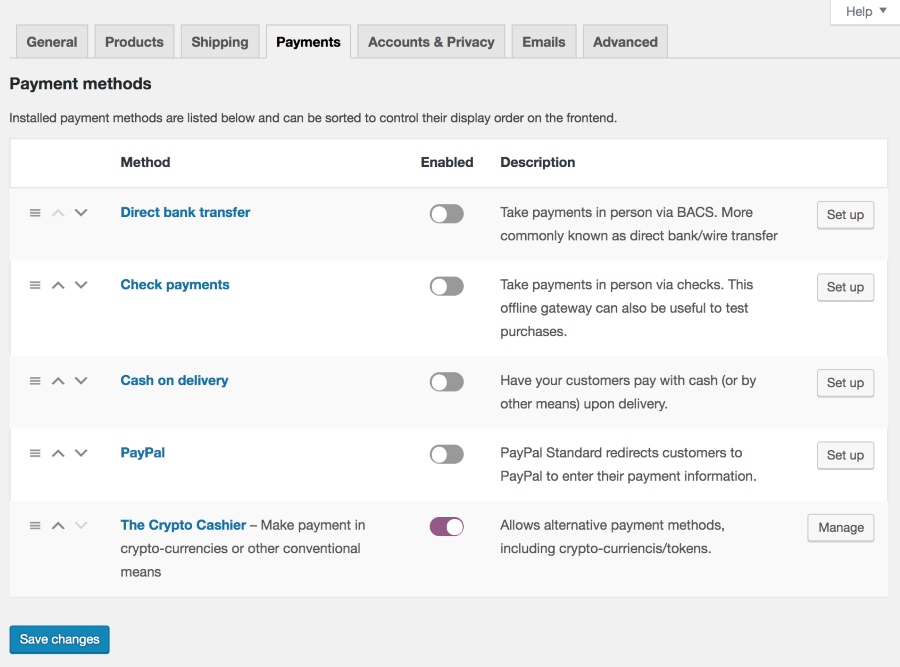 Help
General Products Shipping Payments Accounts & Privacy Emails Advanced
Payment methods
Installed payment methods are listed below and can be sorted to control their display order on the frontend.
Method Enabled Description
Direct bank transfer Take payments in person via BACS. More Set up
commonly known as direct bank/wire transfer
Check payments Take payments in person via checks. This Set up
offline gateway can also be useful to test
purchases.
Cash on delivery Have your customers pay with cash (or by Set up
other means) upon delivery.
PayPal PayPal Standard redirects customers to Set up
PayPal to enter their payment information.
The Crypto Cashier – Make payment in Allows alternative payment methods, Manage
crypto-currencies or other conventional including crypto-curriencis/tokens.
means
Save changes